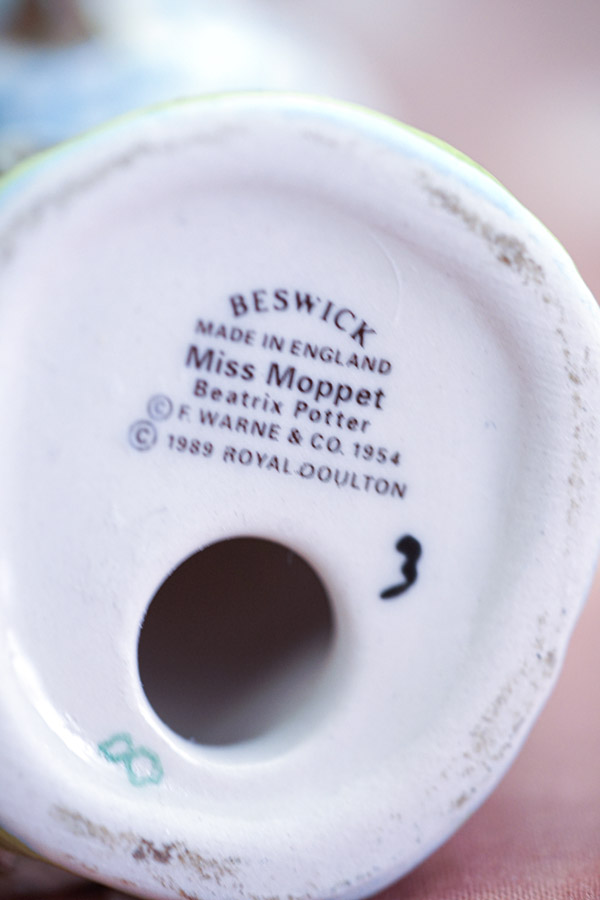 BESWICK
MADE IN ENGLAND
Miss Moppet
Beatrix Potter
© F. WARNE & CO. 1954
© 1989 ROYAL DOULTON
3